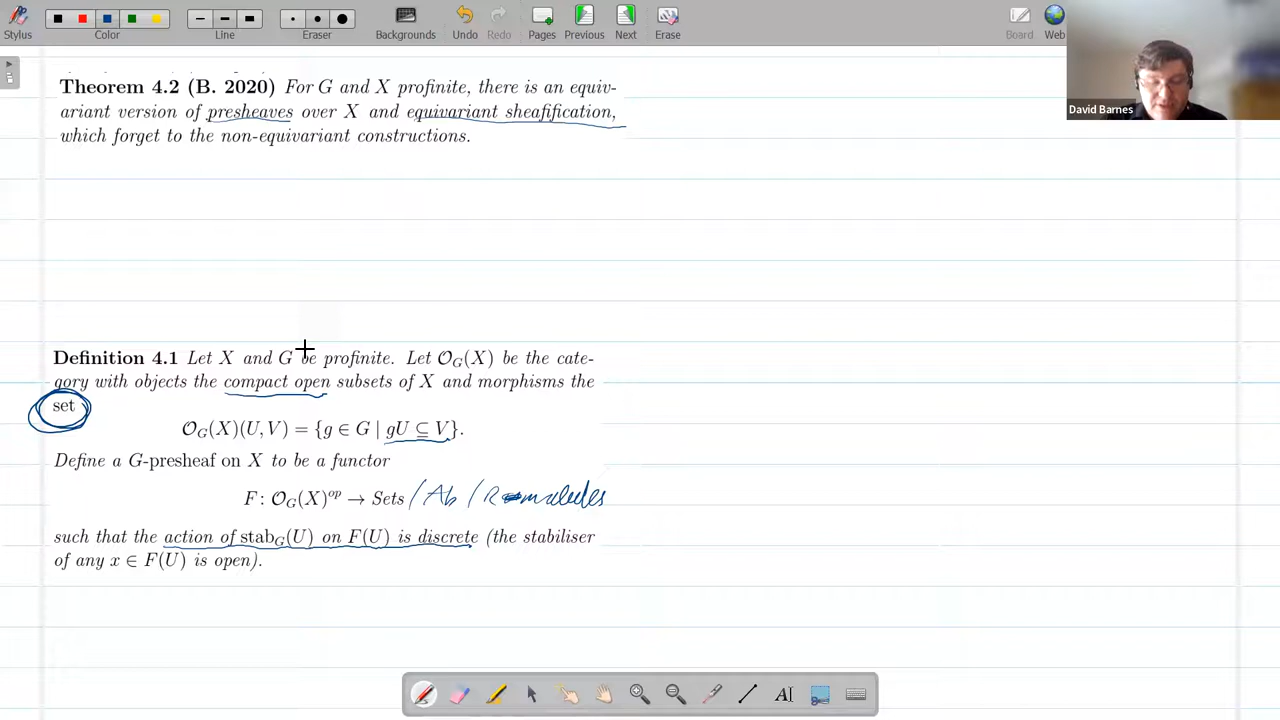 Stylus
Color
Line
Eraser
Backgrounds
Undo
Redo
Pages
Previous
Next
Erase
Board
Web
David Barnes
Theorem 4.2 (B. 2020) For G and X profinite, there is an equiv-
ariant version of presheaves over X and equivariant sheafification,
which forget to the non-equivariant constructions.
Definition 4.1 Let X and G be profinite. Let 𝒪_G(X) be the cate-
gory with objects the compact open subsets of X and morphisms the
set
𝒪_G(X)(U, V) = {g ∈ G | gU ⊆ V}.
Define a G-presheaf on X to be a functor
F: 𝒪_G(X)^{op} → Sets / Ab / R-modules
such that the action of stab_G(U) on F(U) is discrete (the stabiliser
of any x ∈ F(U) is open).
AI